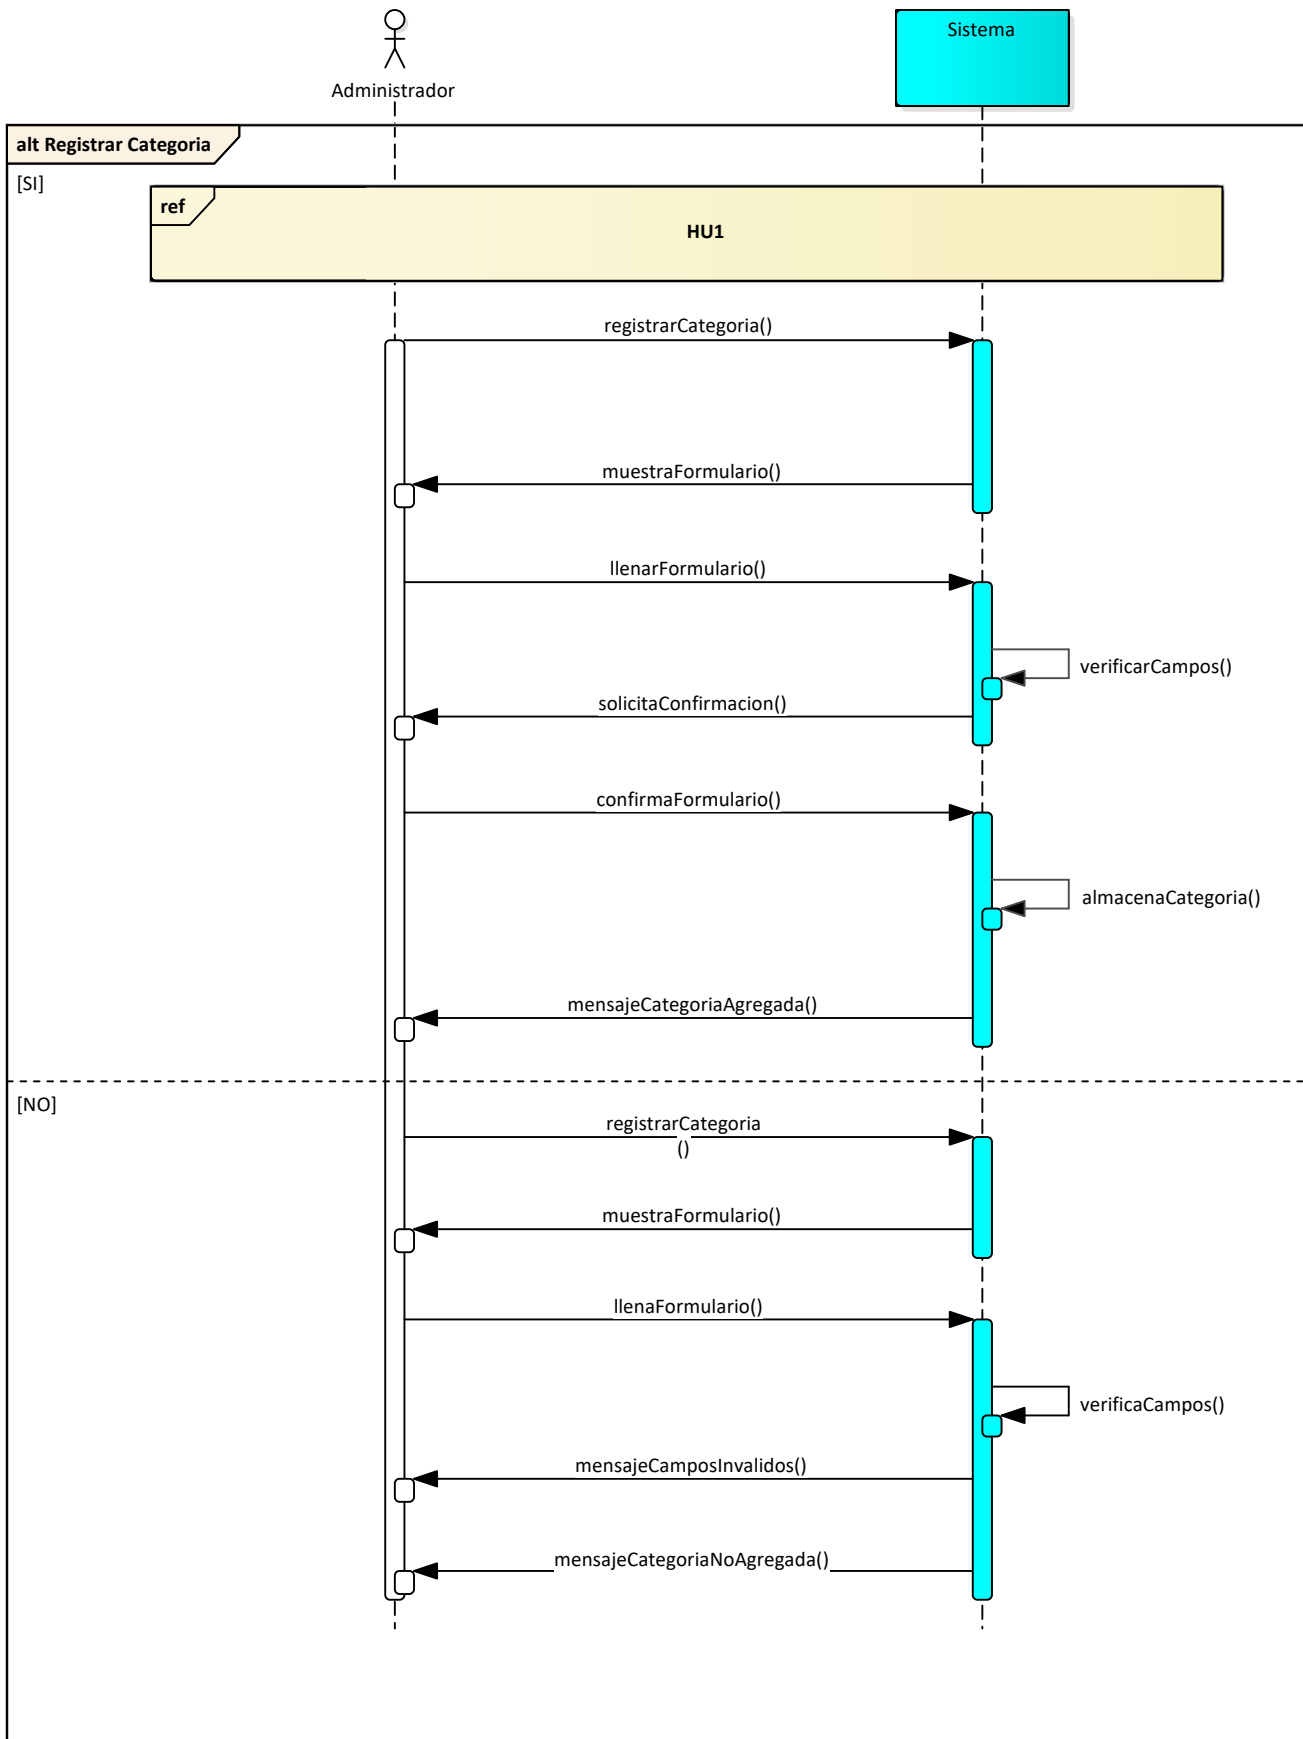 Administrador
Sistema
alt Registrar Categoria
[SI]
ref
HU1
registrarCategoria()
muestraFormulario()
llenarFormulario()
verificarCampos()
solicitaConfirmacion()
confirmaFormulario()
almacenaCategoria()
mensajeCategoriaAgregada()
[NO]
registrarCategoria
()
muestraFormulario()
llenaFormulario()
verificaCampos()
mensajeCamposInvalidos()
mensajeCategoriaNoAgregada()